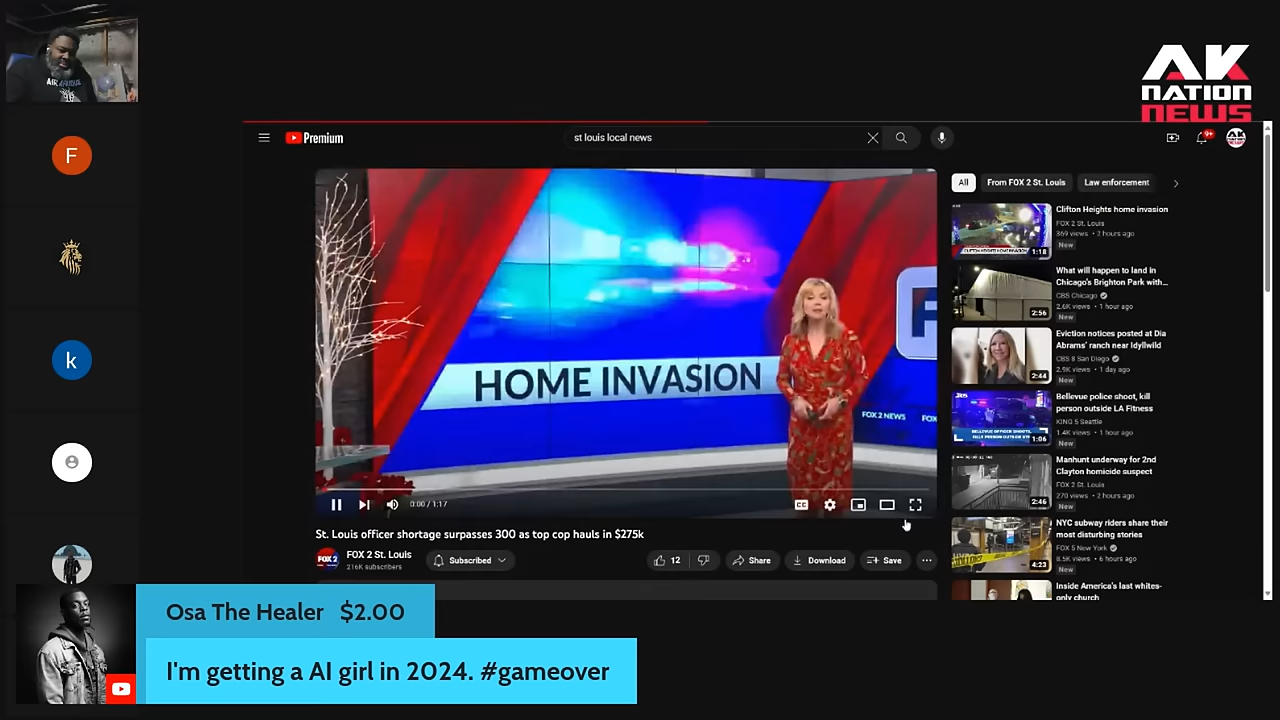 AK
NATION
NEWS
Premium
st louis local news
9+
HOME INVASION
FOX 2 NEWS
FOX
0:00 / 1:17
CC
St. Louis officer shortage surpasses 300 as top cop hauls in $275k
FOX 2
FOX 2 St. Louis
216K subscribers
Subscribed
12
Share
Download
Save
All
From FOX 2 St. Louis
Law enforcement
Clifton Heights home invasion
FOX 2 St. Louis
369 views • 2 hours ago
New
1:18
What will happen to land in
Chicago's Brighton Park with...
CBS Chicago
2.6K views • 1 hour ago
New
2:56
Eviction notices posted at Dia
Abrams' ranch near Idyllwild
CBS 8 San Diego
2.9K views • 1 day ago
New
2:44
Bellevue police shoot, kill
person outside LA Fitness
KING 5 Seattle
1.4K views • 1 hour ago
New
1:06
Manhunt underway for 2nd
Clayton homicide suspect
FOX 2 St. Louis
270 views • 2 hours ago
New
2:46
NYC subway riders share their
most disturbing stories
FOX 5 New York
8.5K views • 6 hours ago
New
4:23
Inside America's last whites-
only church
F
k
Osa The Healer $2.00
I'm getting a AI girl in 2024. #gameover